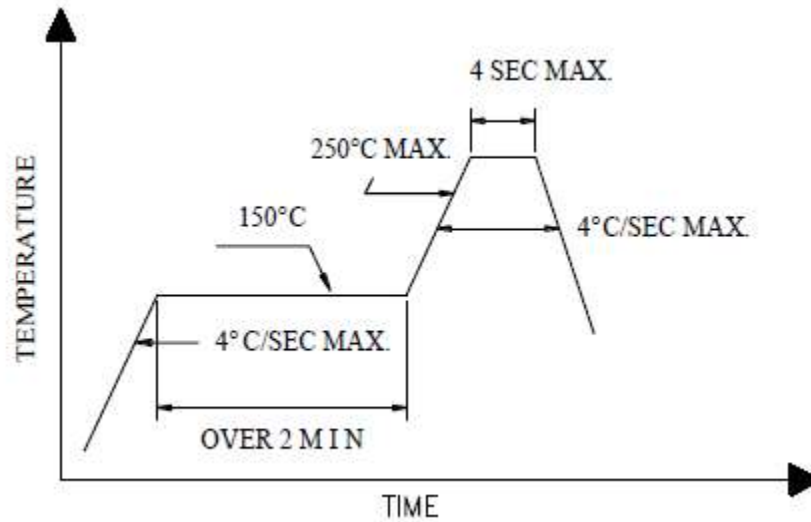 4 SEC MAX.
250°C MAX.
150°C
4°C/SEC MAX.
TEMPERATURE
4° C/SEC MAX.
OVER 2 M I N
TIME